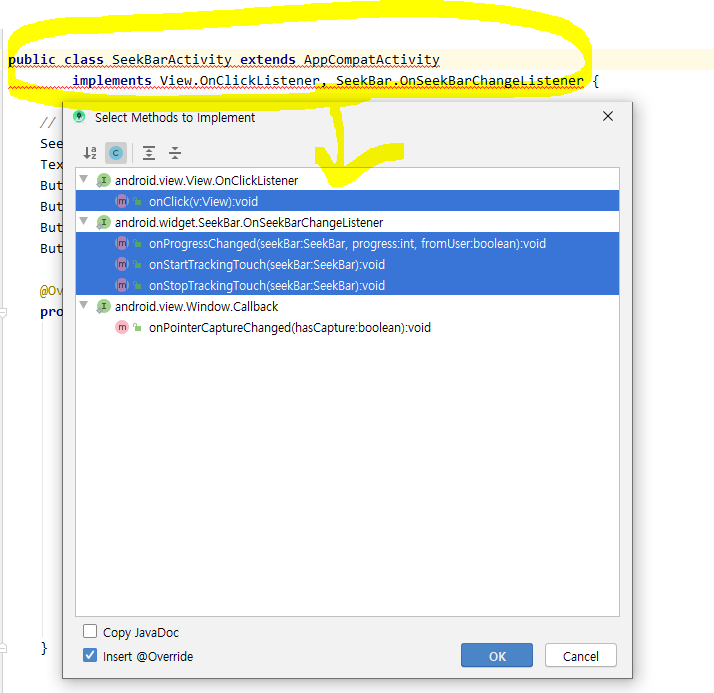 public class SeekBarActivity extends AppCompatActivity
implements View.OnClickListener, SeekBar.OnSeekBarChangeListener {
Select Methods to Implement
//
See
Tex
But
But
But
But
@Ov
pro
android.view.View.OnClickListener
onClick(v:View):void
android.widget.SeekBar.OnSeekBarChangeListener
onProgressChanged(seekBar:SeekBar, progress:int, fromUser:boolean):void
onStartTrackingTouch(seekBar:SeekBar):void
onStopTrackingTouch(seekBar:SeekBar):void
android.view.Window.Callback
onPointerCaptureChanged(hasCapture:boolean):void
Copy JavaDoc
}
Insert @Override
OK
Cancel